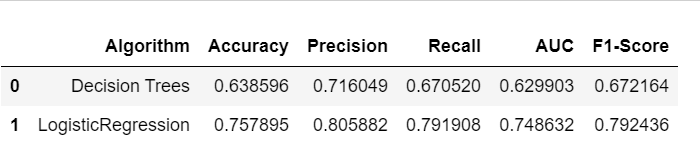 Algorithm Accuracy Precision Recall AUC F1-Score
0 Decision Trees 0.638596 0.716049 0.670520 0.629903 0.672164
1 LogisticRegression 0.757895 0.805882 0.791908 0.748632 0.792436